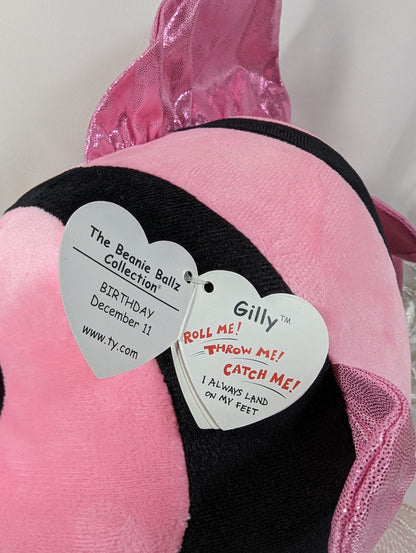 The Beanie Ballz
Collection®
BIRTHDAY
December 11
www.ty.com
Gilly™
ROLL ME!
THROW ME!
CATCH ME!
I ALWAYS LAND
ON MY FEET